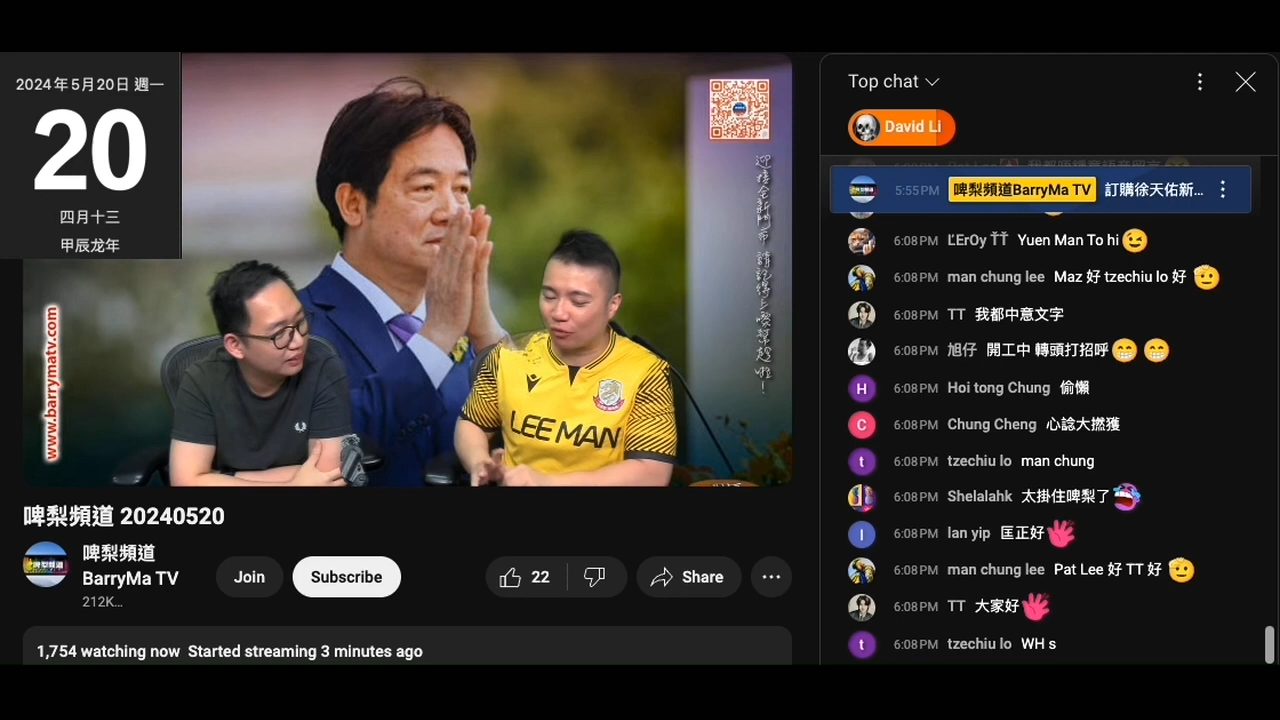 2024年5月20日 週一
20
四月十三
甲辰龙年
www.barrymatv.com
LEE MAN
啤梨頻道 20240520
啤梨頻道
BarryMa TV
212K...
Join
Subscribe
22
Share
1,754 watching now Started streaming 3 minutes ago
Top chat
David Li
5:55PM 啤梨頻道BarryMa TV 訂購徐天佑新...
6:08PM ĽErOy ŤŤ Yuen Man To hi
6:08PM man chung lee Maz 好 tzechiu lo 好
6:08PM TT 我都中意文字
6:08PM 旭仔 開工中 轉頭打招呼
6:08PM Hoi tong Chung 偷懶
6:08PM Chung Cheng 心諗大撚獲
6:08PM tzechiu lo man chung
6:08PM Shelalahk 太掛住啤梨了
6:08PM lan yip 匡正好
6:08PM man chung lee Pat Lee 好 TT 好
6:08PM TT 大家好
6:08PM tzechiu lo WH s